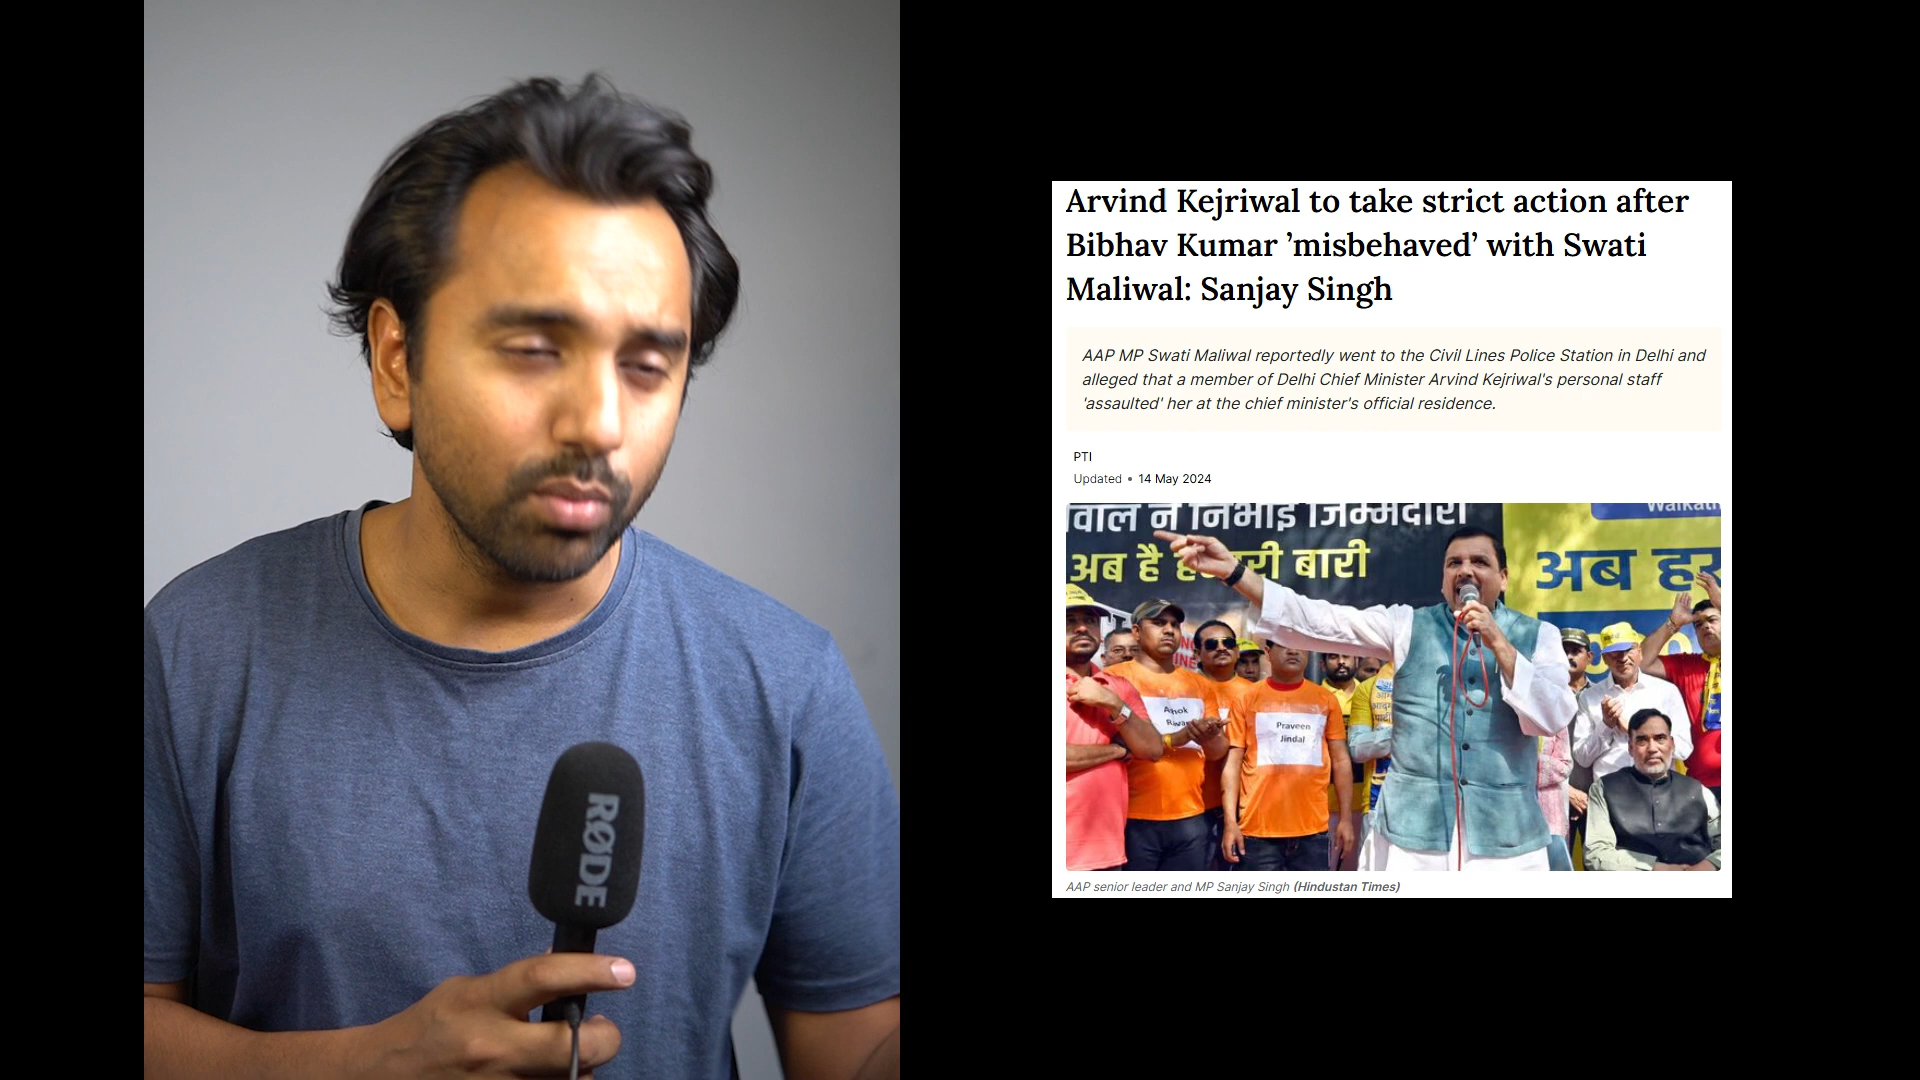 RØDE
Arvind Kejriwal to take strict action after
Bibhav Kumar ’misbehaved’ with Swati
Maliwal: Sanjay Singh
AAP MP Swati Maliwal reportedly went to the Civil Lines Police Station in Delhi and
alleged that a member of Delhi Chief Minister Arvind Kejriwal's personal staff
'assaulted' her at the chief minister's official residence.
PTI
Updated • 14 May 2024
वाल ने निभाई जिम्मेदारी
अब है हमारी बारी
अब हम
Ashok
Praveen
Jindal
AAP senior leader and MP Sanjay Singh (Hindustan Times)